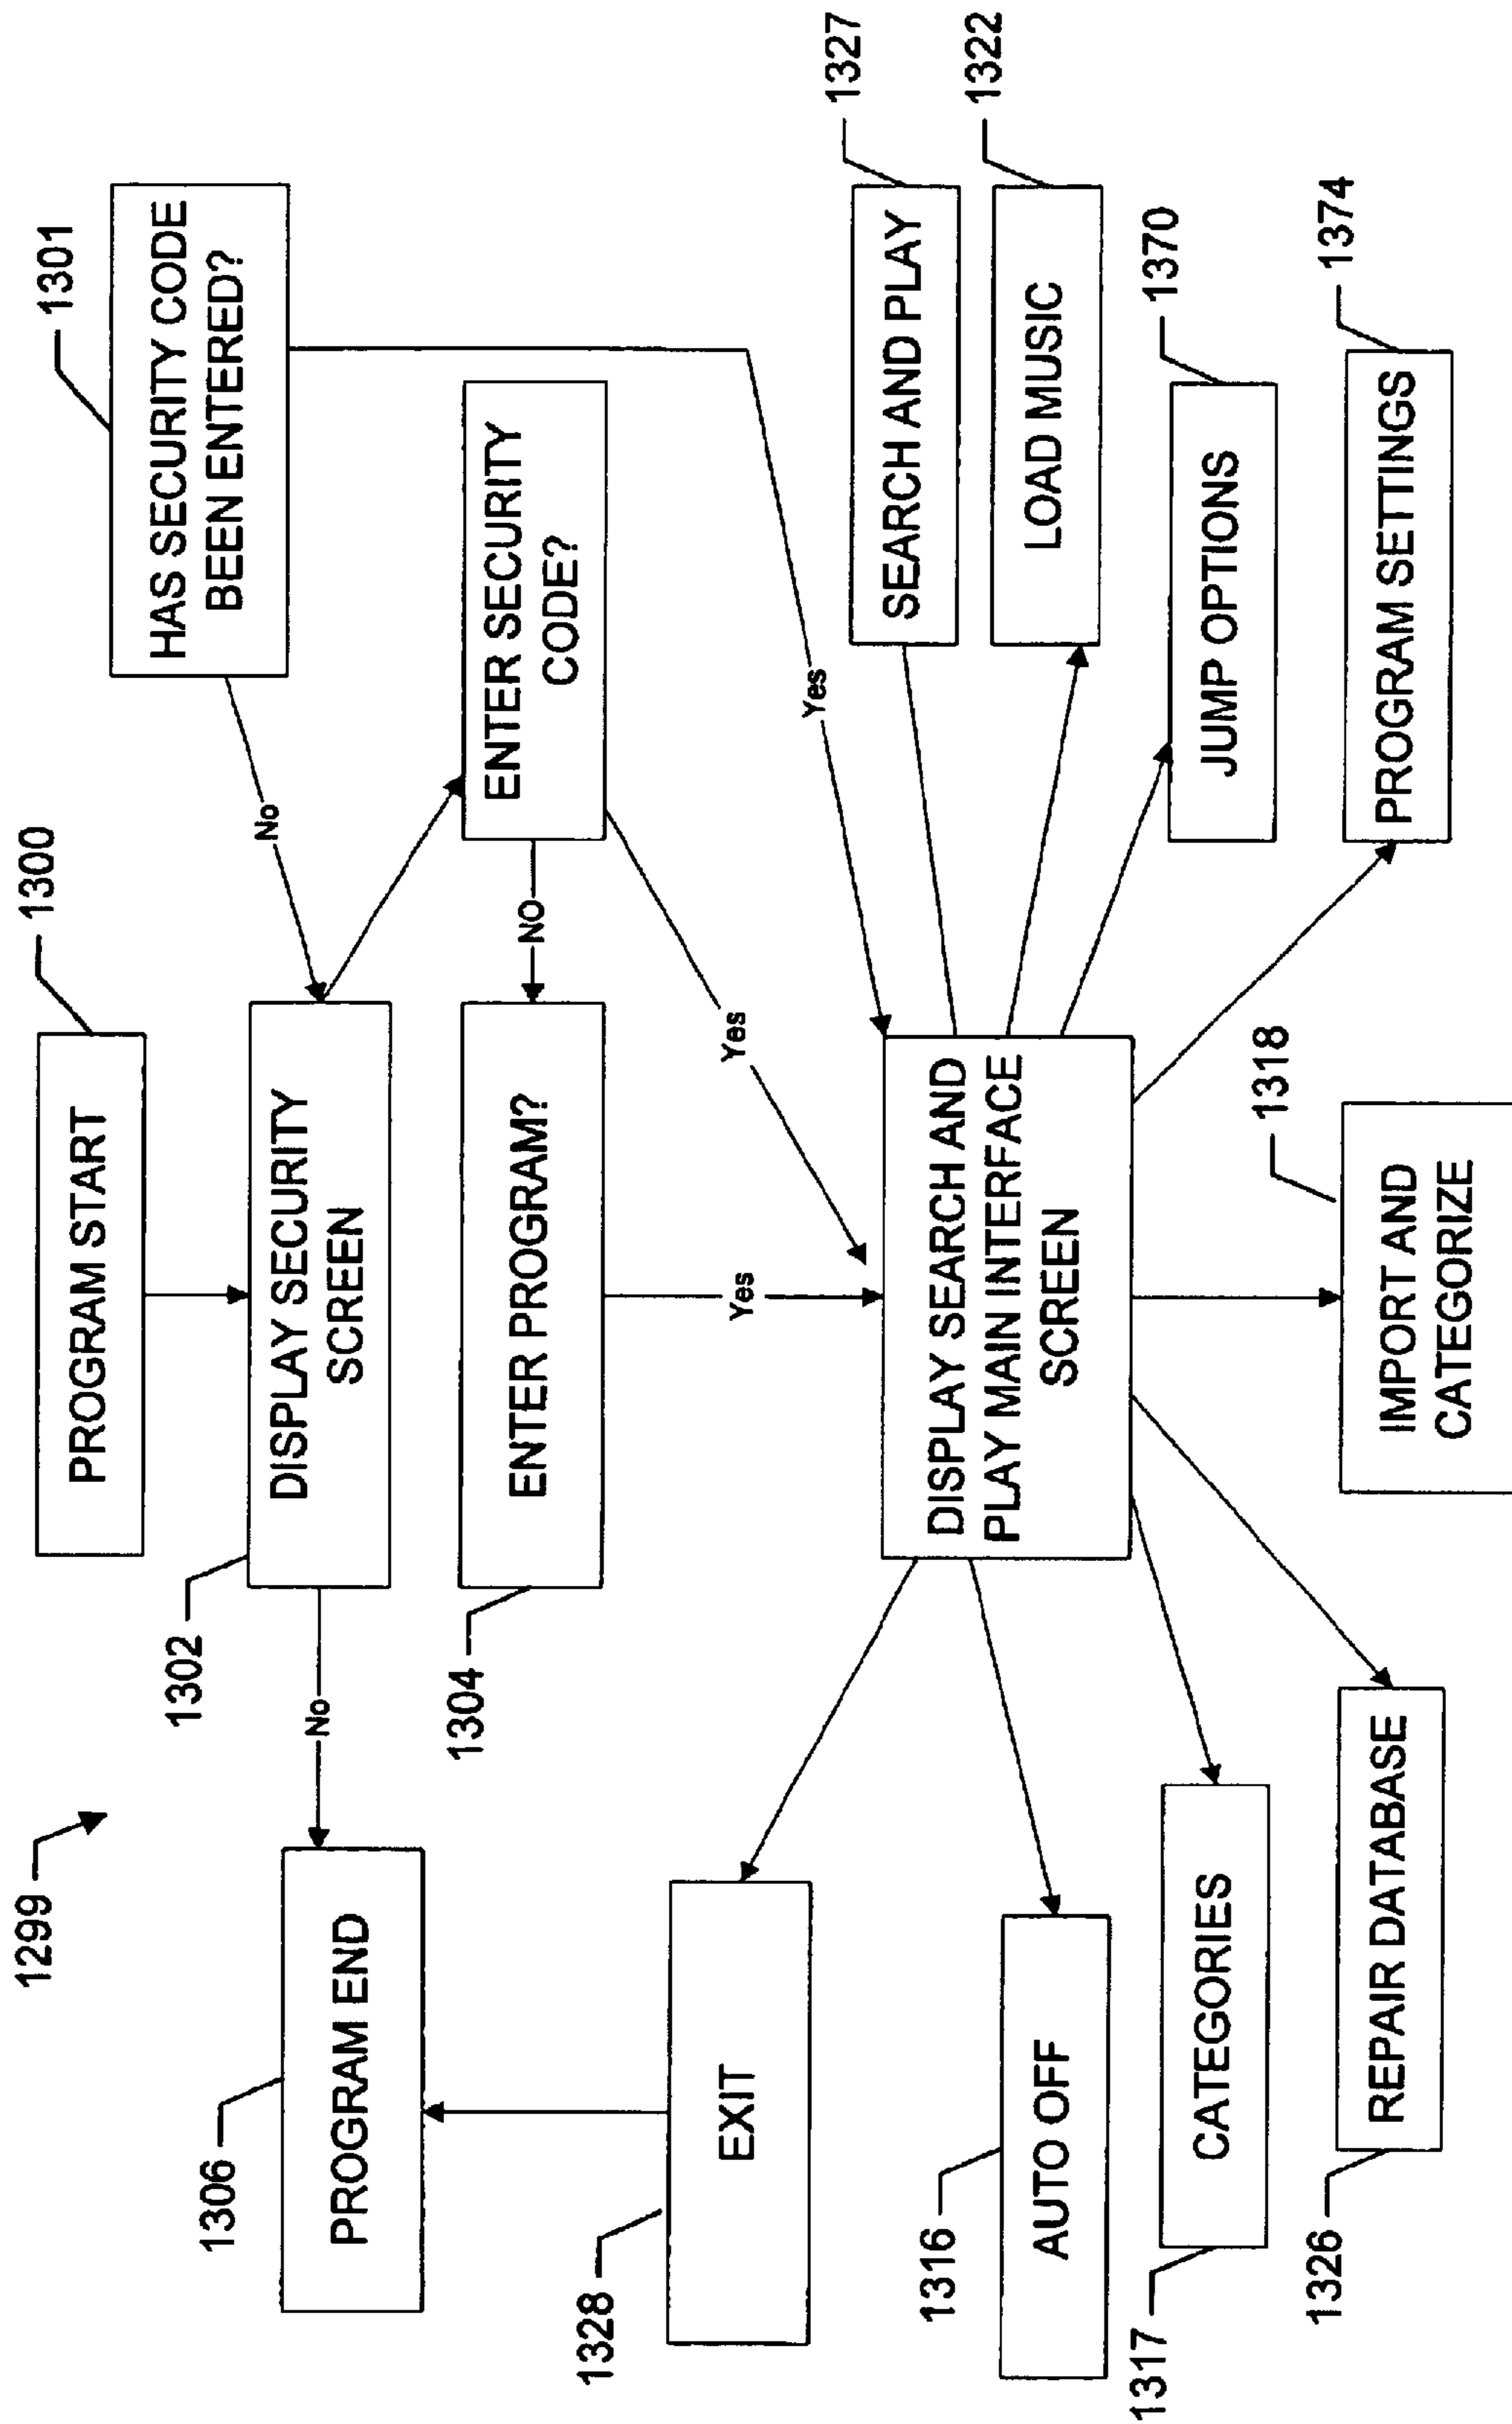 1299
1300
PROGRAM START
1301
HAS SECURITY CODE
BEEN ENTERED?
1302
DISPLAY SECURITY
SCREEN
No
No
1306
PROGRAM END
1304
ENTER PROGRAM?
NO
ENTER SECURITY
CODE?
Yes
Yes
Yes
1328
EXIT
DISPLAY SEARCH AND
PLAY MAIN INTERFACE
SCREEN
1327
SEARCH AND PLAY
1316
AUTO OFF
1322
LOAD MUSIC
1317
CATEGORIES
1370
JUMP OPTIONS
1326
REPAIR DATABASE
1318
IMPORT AND
CATEGORIZE
1374
PROGRAM SETTINGS